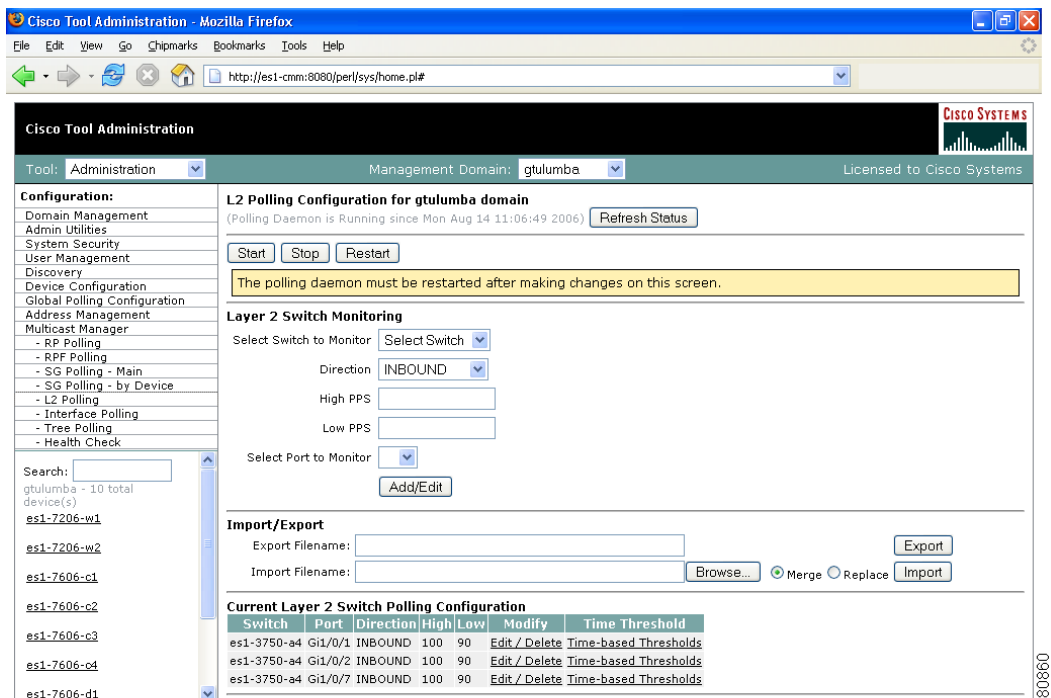 Cisco Tool Administration - Mozilla Firefox
File Edit View Go Chipmarks Bookmarks Tools Help
http://es1-cmm:8080/perl/sys/home.pl#
Cisco Tool Administration
CISCO SYSTEMS
Tool: Administration Management Domain: gtulumba Licensed to Cisco Systems
Configuration:
Domain Management
Admin Utilities
System Security
User Management
Discovery
Device Configuration
Global Polling Configuration
Address Management
Multicast Manager
- RP Polling
- RPF Polling
- SG Polling - Main
- SG Polling - by Device
- L2 Polling
- Interface Polling
- Tree Polling
- Health Check
Search:
gtulumba - 10 total
device(s)
es1-7206-w1
es1-7206-w2
es1-7606-c1
es1-7606-c2
es1-7606-c3
es1-7606-c4
es1-7606-d1
L2 Polling Configuration for gtulumba domain
(Polling Daemon is Running since Mon Aug 14 11:06:49 2006) Refresh Status
Start Stop Restart
The polling daemon must be restarted after making changes on this screen.
Layer 2 Switch Monitoring
Select Switch to Monitor Select Switch
Direction INBOUND
High PPS
Low PPS
Select Port to Monitor
Add/Edit
Import/Export
Export Filename: Export
Import Filename: Browse... Merge Replace Import
Current Layer 2 Switch Polling Configuration
Switch Port Direction High Low Modify Time Threshold
es1-3750-a4 Gi1/0/1 INBOUND 100 90 Edit / Delete Time-based Thresholds
es1-3750-a4 Gi1/0/2 INBOUND 100 90 Edit / Delete Time-based Thresholds
es1-3750-a4 Gi1/0/7 INBOUND 100 90 Edit / Delete Time-based Thresholds
80860